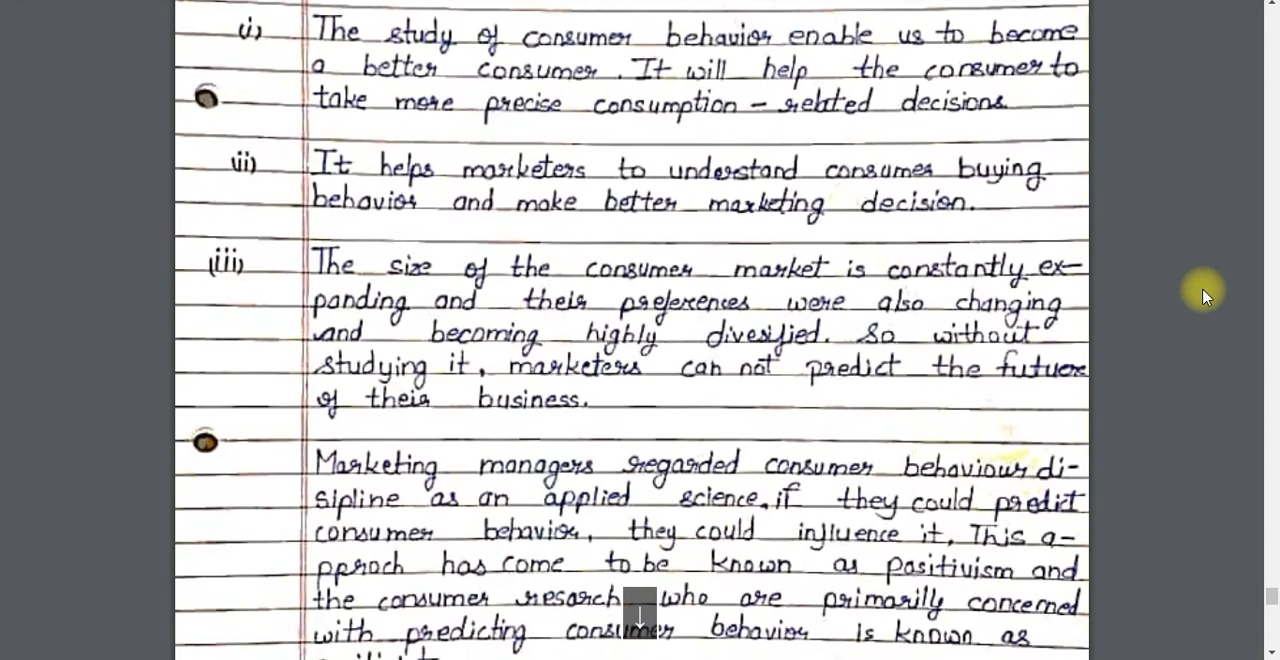 (i) The study of consumer behavior enable us to become
a better consumer. It will help the consumer to
take more precise consumption - related decisions.
(ii) It helps marketers to understand consumer buying
behavior and make better marketing decision.
(iii) The size of the consumer market is constantly ex-
panding and their preferences were also changing
and becoming highly divesified. So without
studying it, marketers can not predict the future
of their business.
Marketing managers regarded consumer behaviour di-
sipline as an applied science, if they could predict
consumer behavior, they could influence it. This a-
pproch has come to be known as positivism and
the consumer resarch who are primarily concerned
with predicting consumer behavior is known as